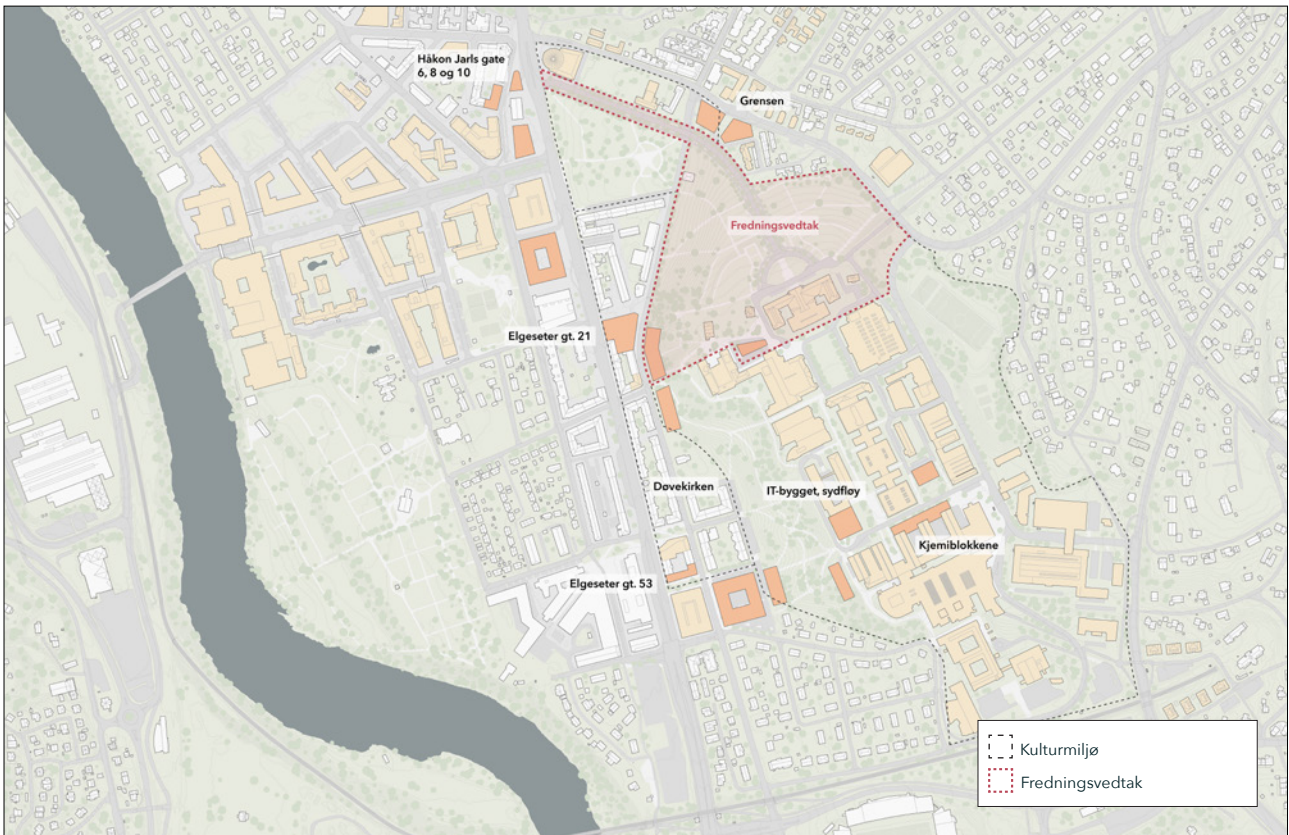 Håkon Jarls gate
6, 8 og 10
Grensen
Fredningsvedtak
Elgeseter gt. 21
Døvekirken
IT-bygget, sydfløy
Kjemiblokkene
Elgeseter gt. 53
Kulturmiljø
Fredningsvedtak